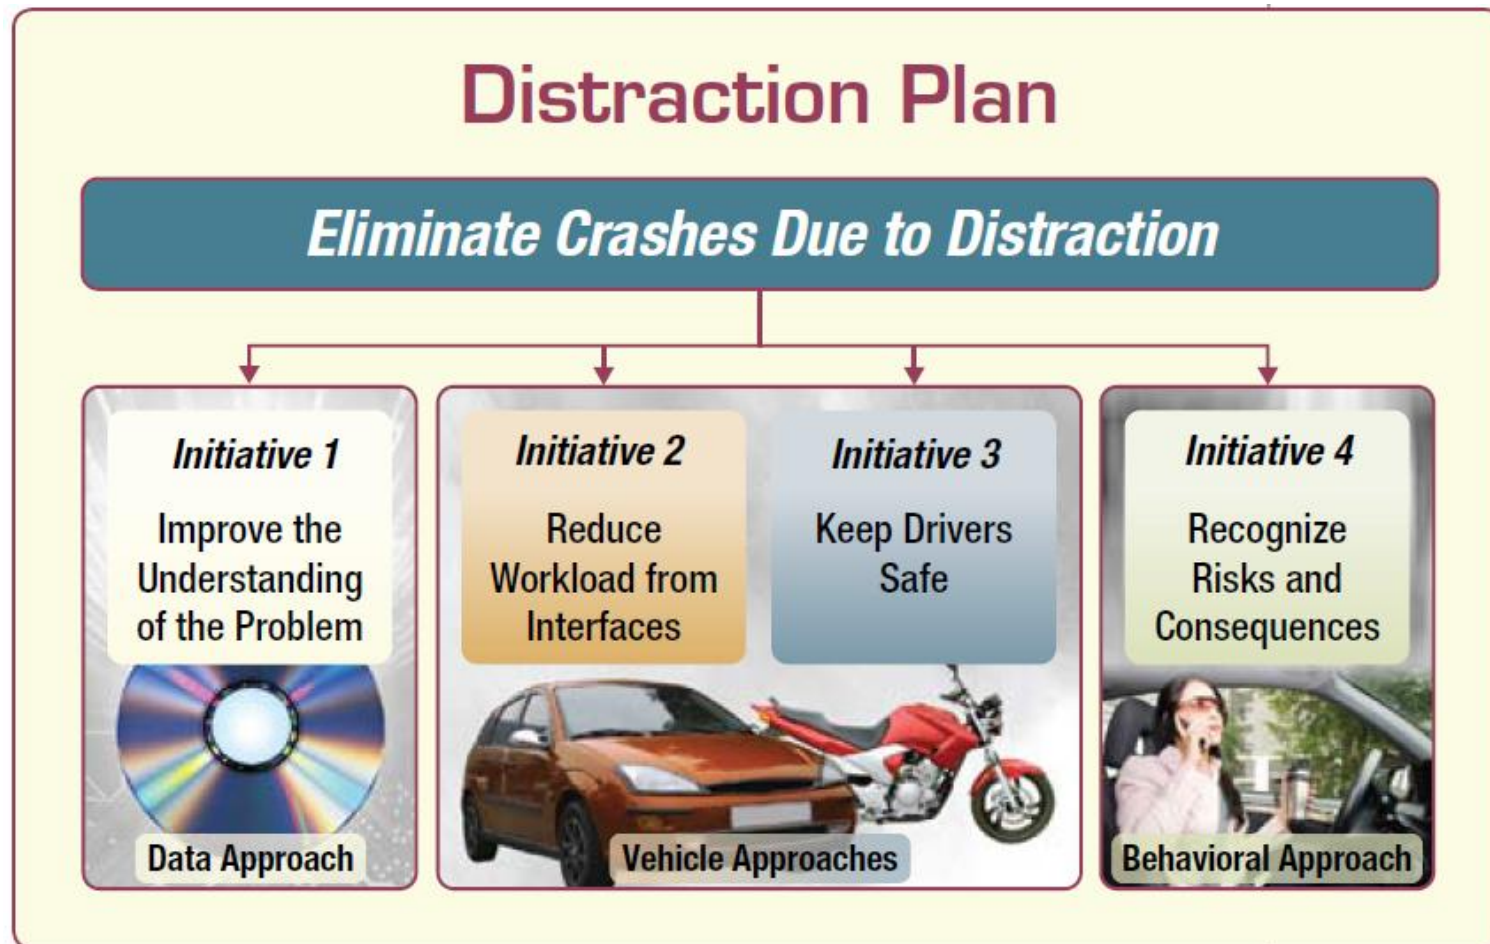 Distraction Plan
Eliminate Crashes Due to Distraction
Initiative 1
Improve the
Understanding
of the Problem
Data Approach
Initiative 2
Reduce
Workload from
Interfaces
Initiative 3
Keep Drivers
Safe
Vehicle Approaches
Initiative 4
Recognize
Risks and
Consequences
Behavioral Approach